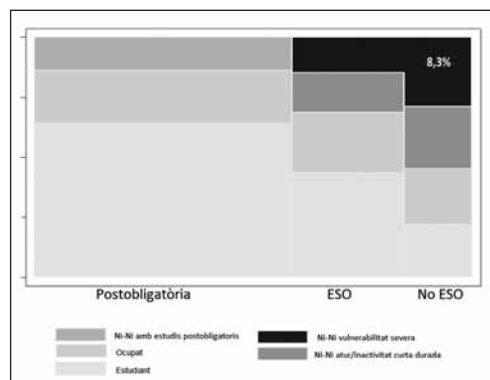 8,3%
Postobligatòria ESO No ESO
Ni-Ni amb estudis postobligatoris
Ni-Ni vulnerabilitat severa
Ocupat
Ni-Ni atur/inactivitat curta durada
Estudiant